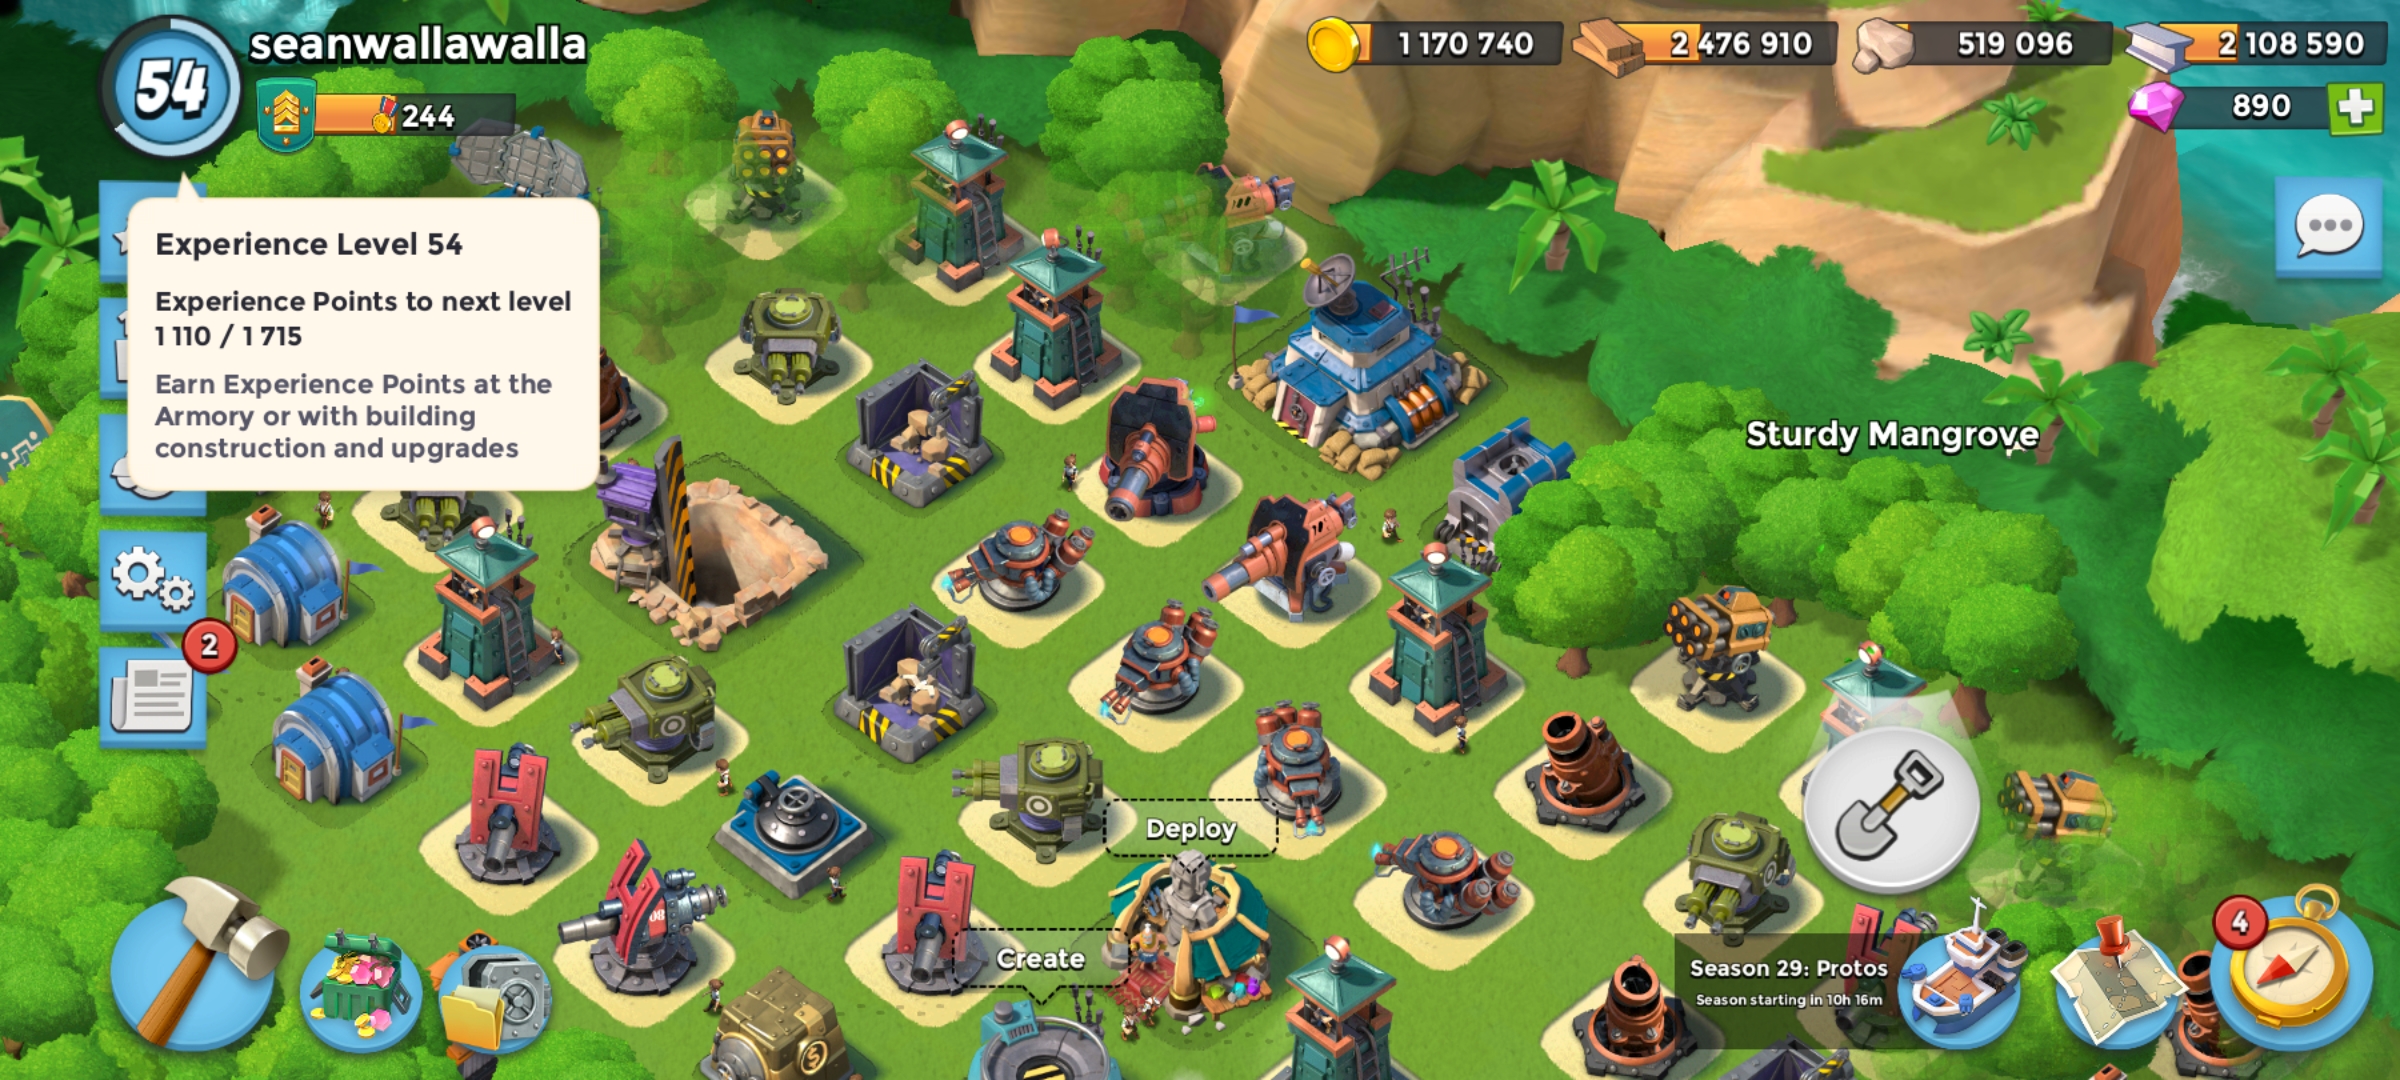 54
seanwallawalla
244
1 170 740
2 476 910
519 096
2 108 590
890
Experience Level 54
Experience Points to next level
1 110 / 1 715
Earn Experience Points at the
Armory or with building
construction and upgrades
Sturdy Mangrove
2
Deploy
Create
08
Season 29: Protos
Season starting in 10h 16m
4